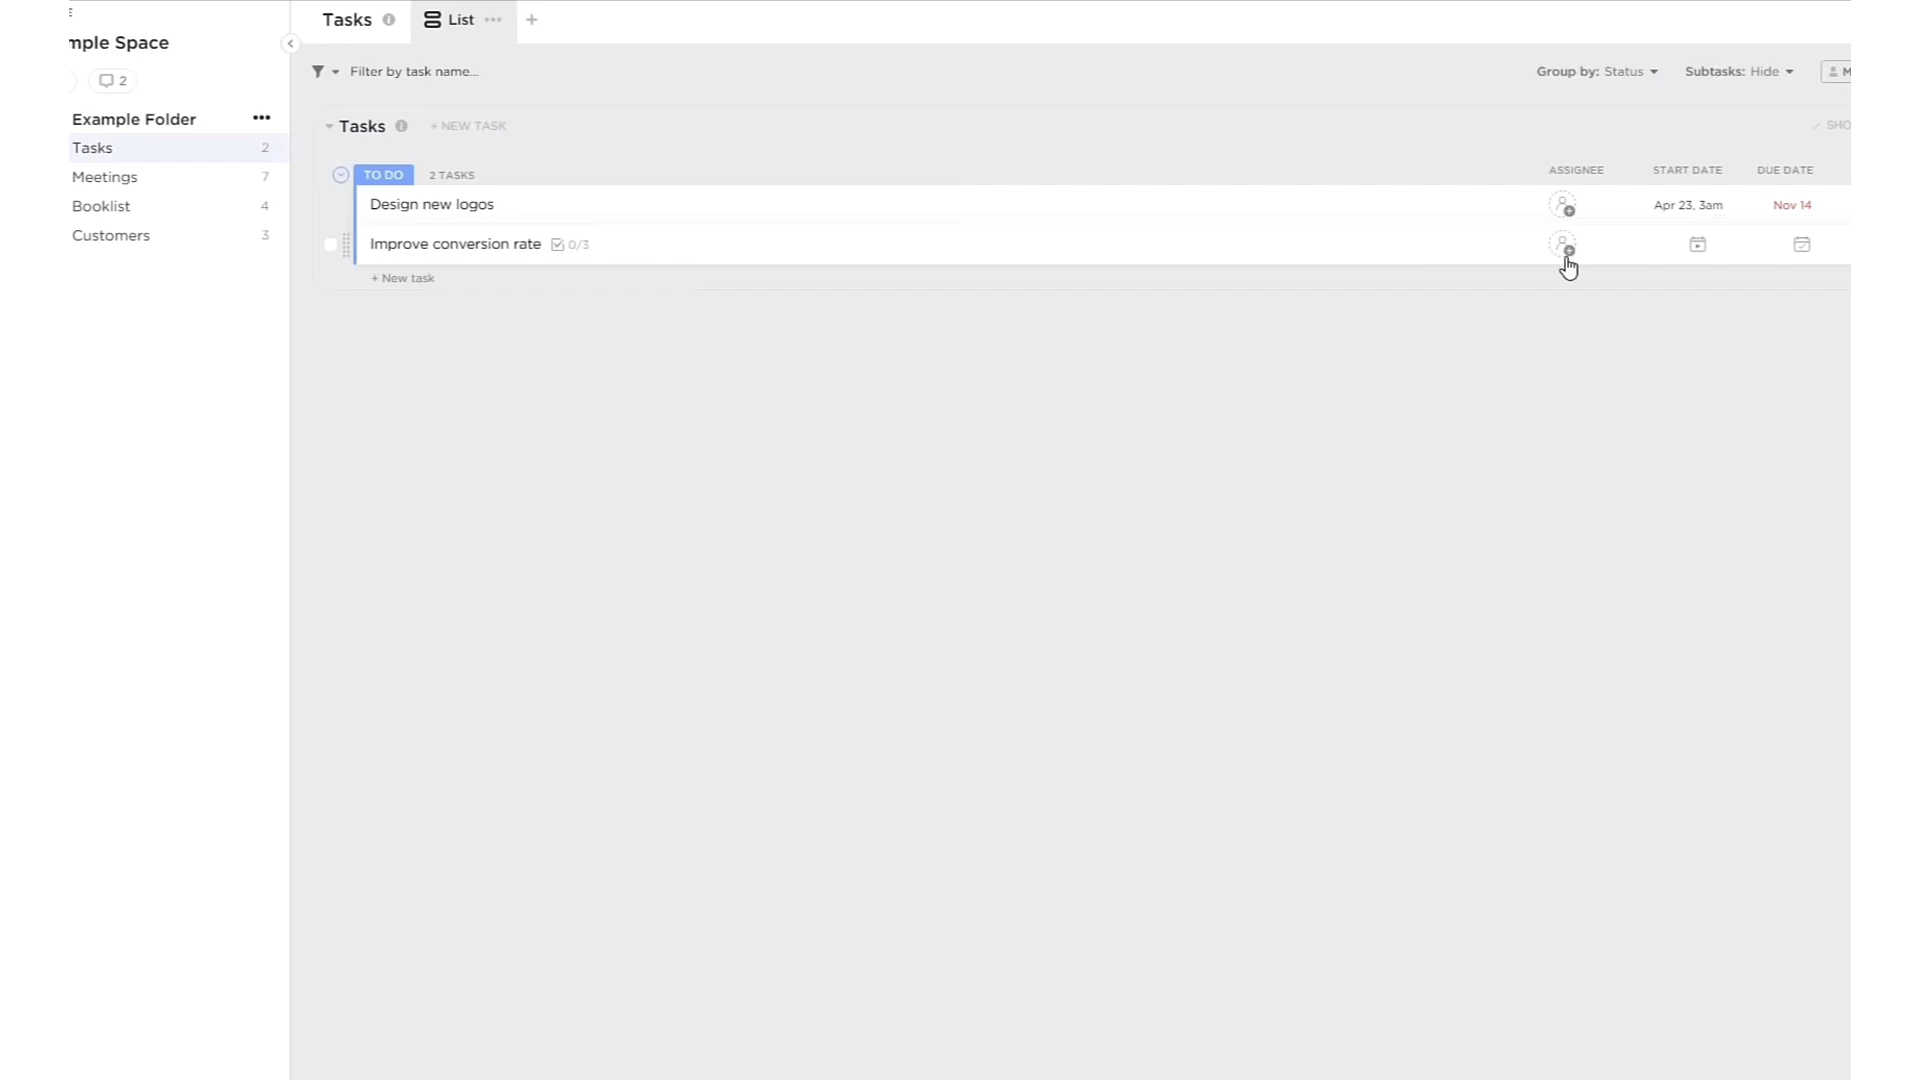 mple Space
2
Example Folder •••
Tasks 2
Meetings 7
Booklist 4
Customers 3
Tasks List ••• +
Filter by task name...
Group by: Status Subtasks: Hide M
Tasks + NEW TASK SHO
TO DO 2 TASKS ASSIGNEE START DATE DUE DATE
Design new logos Apr 23, 3am Nov 14
Improve conversion rate 0/3
+ New task